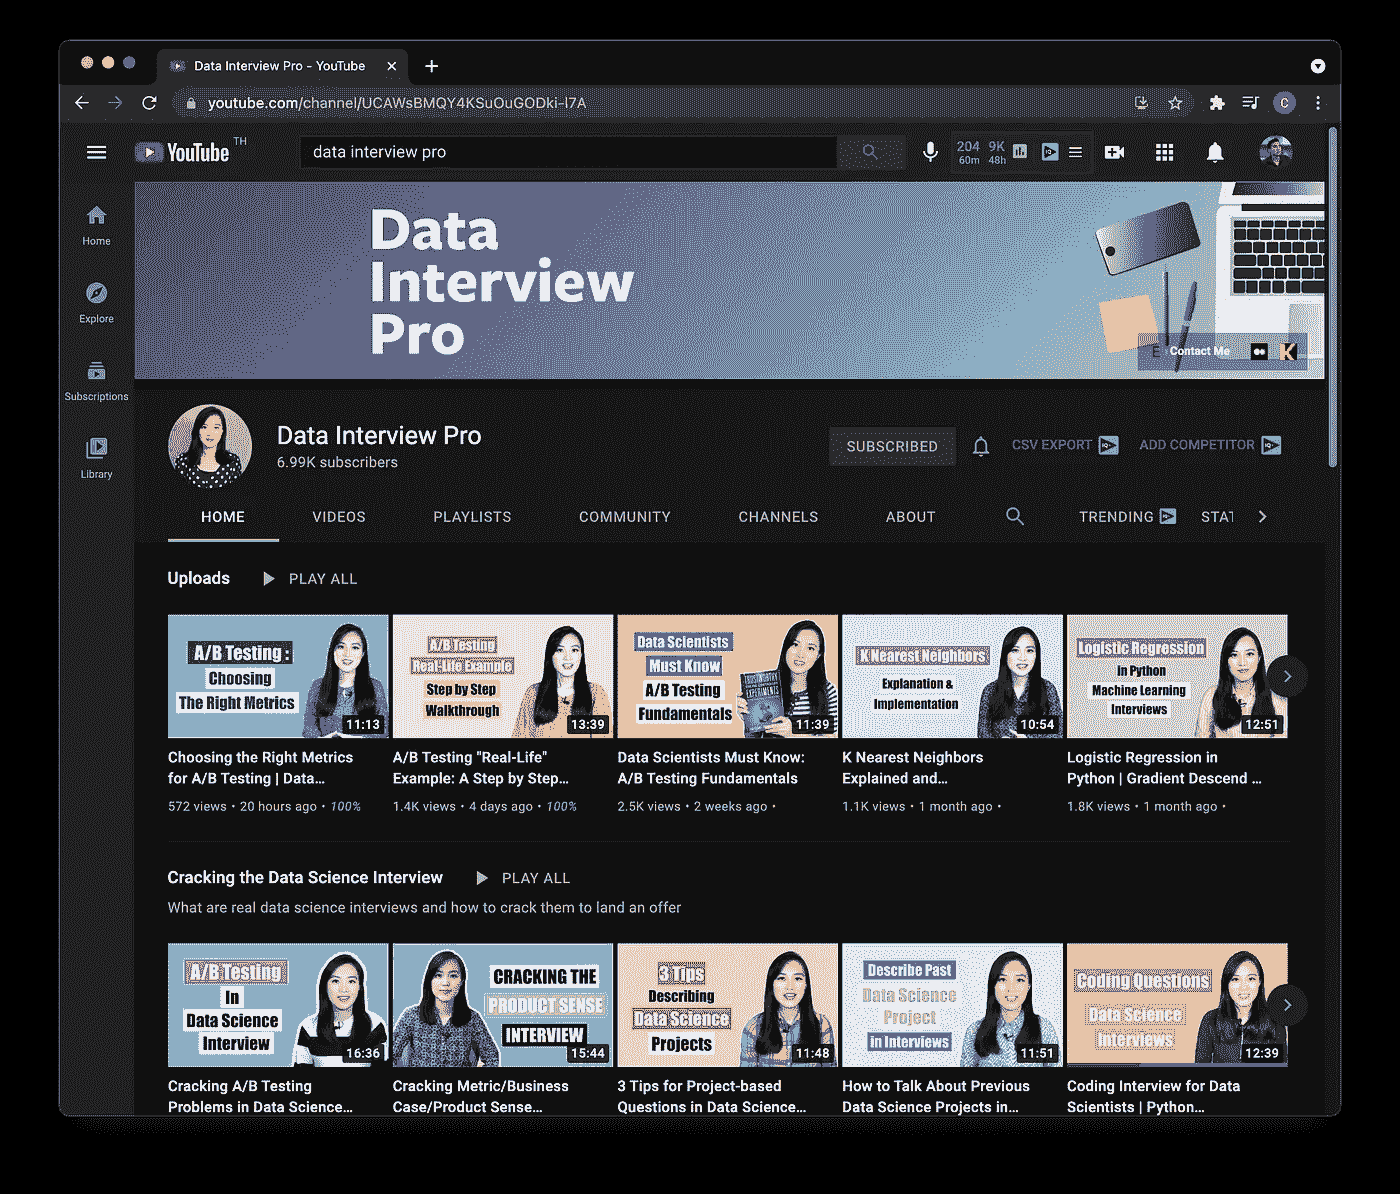 Data Interview Pro - YouTube
youtube.com/channel/UCAWsBMQY4KSuOuGODki-I7A
C
YouTube TH
data interview pro
204 9K
60m 48h
Home
Explore
Subscriptions
Library
Data
Interview
Pro
Contact Me
K
Data Interview Pro
6.99K subscribers
SUBSCRIBED
CSV EXPORT
ADD COMPETITOR
HOME VIDEOS PLAYLISTS COMMUNITY CHANNELS ABOUT TRENDING STAT
Uploads PLAY ALL
A/B Testing :
Choosing
The Right Metrics
11:13
A/B Testing
Real-Life Example
Step by Step
Walkthrough
13:39
Data Scientists
Must Know
A/B Testing
Fundamentals
EXPERIMENTS
11:39
K Nearest Neighbors
Explanation &
Implementation
10:54
Logistic Regression
In Python
Machine Learning
Interviews
12:51
Choosing the Right Metrics
for A/B Testing | Data...
572 views • 20 hours ago • 100%
A/B Testing "Real-Life"
Example: A Step by Step...
1.4K views • 4 days ago • 100%
Data Scientists Must Know:
A/B Testing Fundamentals
2.5K views • 2 weeks ago •
K Nearest Neighbors
Explained and...
1.1K views • 1 month ago •
Logistic Regression in
Python | Gradient Descend ...
1.8K views • 1 month ago •
Cracking the Data Science Interview PLAY ALL
What are real data science interviews and how to crack them to land an offer
A/B Testing
In
Data Science
Interview
16:36
CRACKING THE
PRODUCT SENSE
INTERVIEW
15:44
3 Tips
Describing
Data Science
Projects
11:48
Describe Past
Data Science
Project
in Interviews
11:51
Coding Questions
Data Science
Interviews
12:39
Cracking A/B Testing
Problems in Data Science...
Cracking Metric/Business
Case/Product Sense...
3 Tips for Project-based
Questions in Data Science...
How to Talk About Previous
Data Science Projects in...
Coding Interview for Data
Scientists | Python...